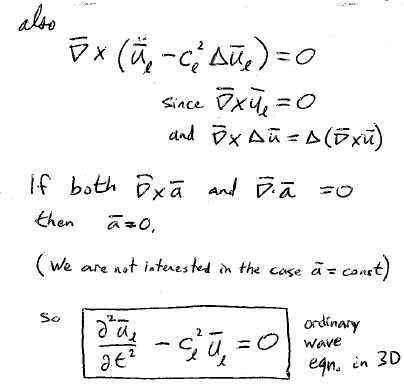 also
∇̄ × (ǖ_ℓ - c_ℓ² Δū_ℓ) = 0
since ∇̄×ū_ℓ = 0
and ∇̄× Δū = Δ(∇̄×ū)
If both ∇̄×ā and ∇̄·ā = 0
then ā = 0.
(We are not interested in the case ā = const)
So ∂²ū_ℓ/∂t² - c_ℓ² ū_ℓ = 0 ordinary wave eqn. in 3D